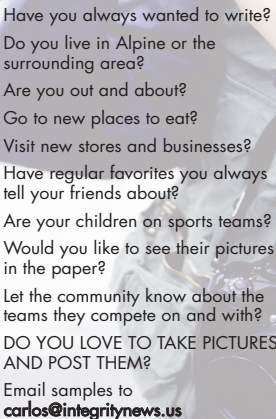 Have you always wanted to write?
Do you live in Alpine or the
surrounding area?
Are you out and about?
Go to new places to eat?
Visit new stores and businesses?
Have regular favorites you always
tell your friends about?
Are your children on sports teams?
Would you like to see their pictures
in the paper?
Let the community know about the
teams they compete on and with?
DO YOU LOVE TO TAKE PICTURES
AND POST THEM?
Email samples to
carlos@integritynews.us